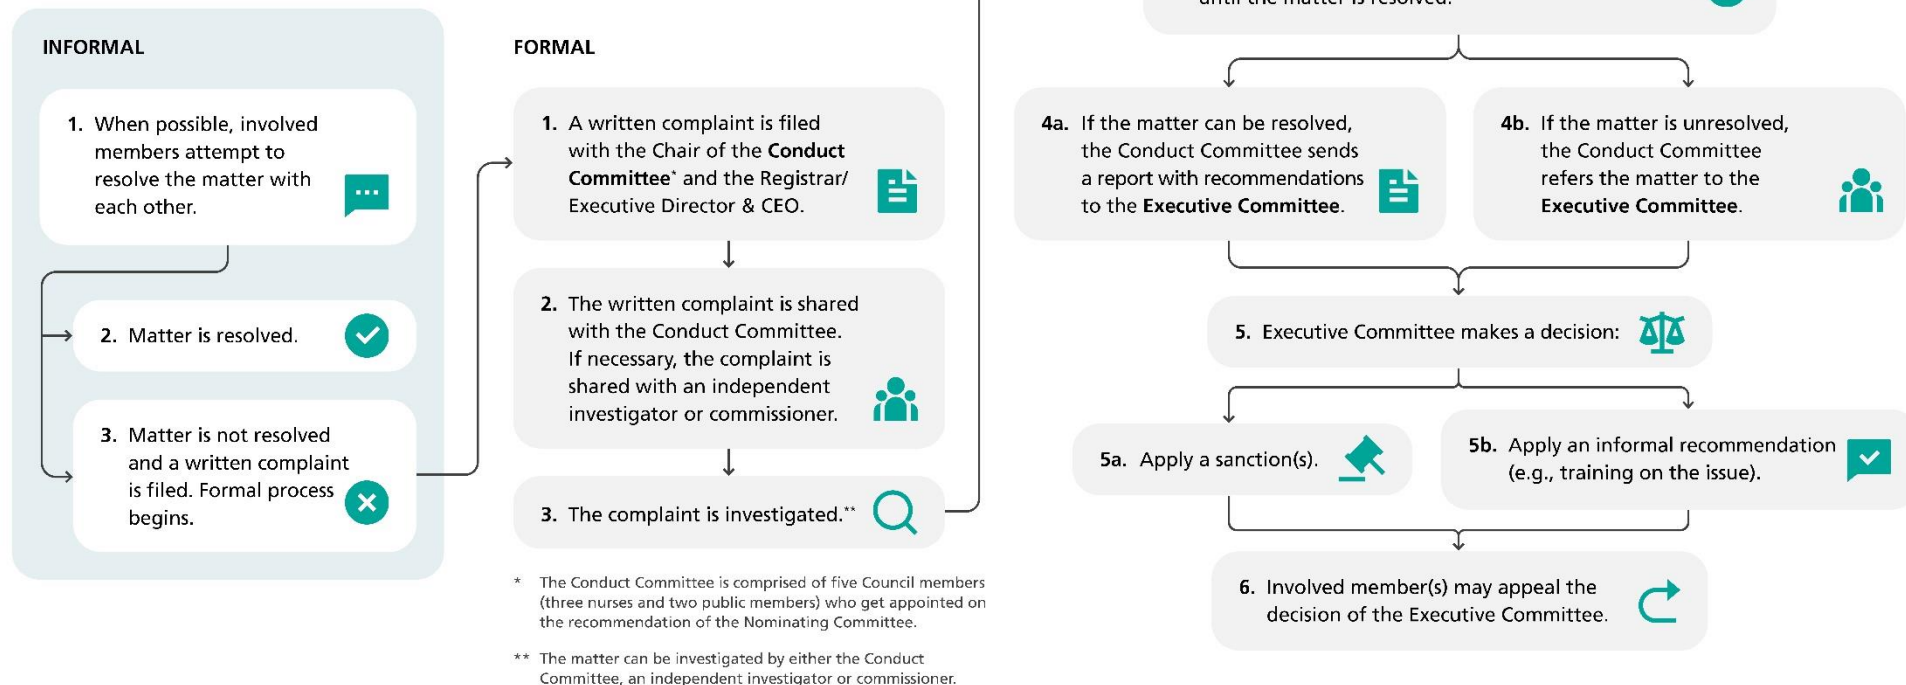 INFORMAL
1. When possible, involved
members attempt to
resolve the matter with
each other.
2. Matter is resolved.
3. Matter is not resolved
and a written complaint
is filed. Formal process
begins.
FORMAL
1. A written complaint is filed
with the Chair of the Conduct
Committee* and the Registrar/
Executive Director & CEO.
2. The written complaint is shared
with the Conduct Committee.
If necessary, the complaint is
shared with an independent
investigator or commissioner.
3. The complaint is investigated.**
* The Conduct Committee is comprised of five Council members
(three nurses and two public members) who get appointed on
the recommendation of the Nominating Committee.
** The matter can be investigated by either the Conduct
Committee, an independent investigator or commissioner.
until the matter is resolved.
4a. If the matter can be resolved,
the Conduct Committee sends
a report with recommendations
to the Executive Committee.
4b. If the matter is unresolved,
the Conduct Committee
refers the matter to the
Executive Committee.
5. Executive Committee makes a decision:
5a. Apply a sanction(s).
5b. Apply an informal recommendation
(e.g., training on the issue).
6. Involved member(s) may appeal the
decision of the Executive Committee.